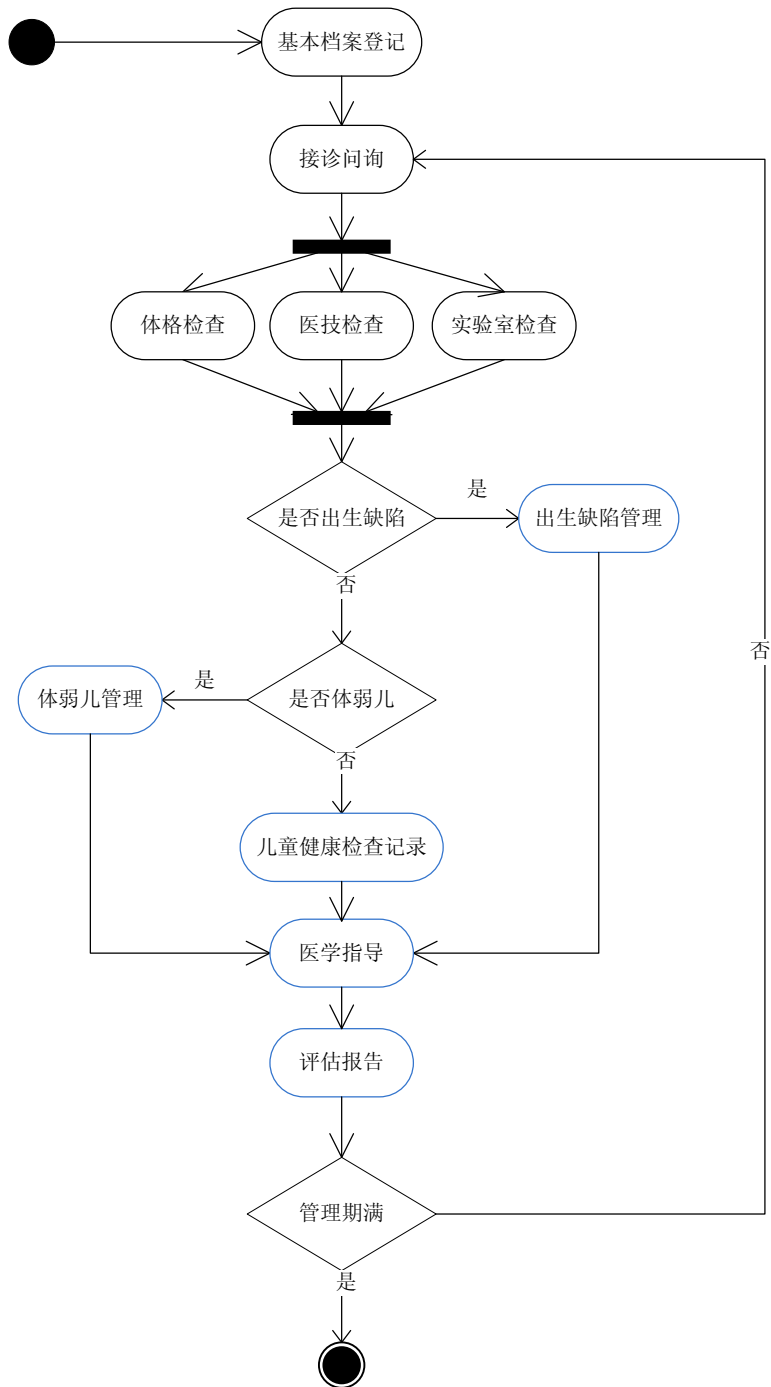 基本档案登记
接诊问询
体格检查
医技检查
实验室检查
是否出生缺陷
是
出生缺陷管理
否
体弱儿管理
是
是否体弱儿
否
否
儿童健康检查记录
医学指导
评估报告
管理期满
是